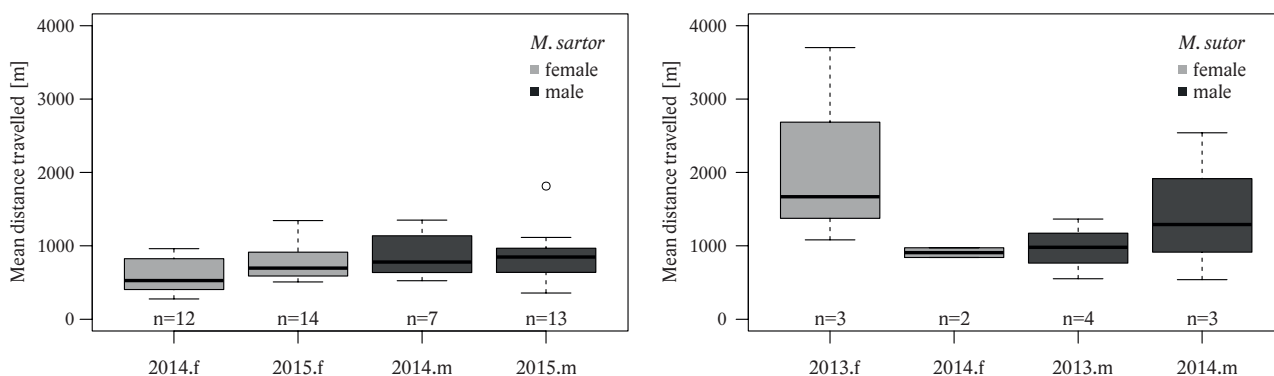 4000
3000
2000
1000
0
Mean distance travelled [m]
M. sartor
female
male
n=12 n=14 n=7 n=13
2014.f 2015.f 2014.m 2015.m
4000
3000
2000
1000
0
Mean distance travelled [m]
M. sutor
female
male
n=3 n=2 n=4 n=3
2013.f 2014.f 2013.m 2014.m